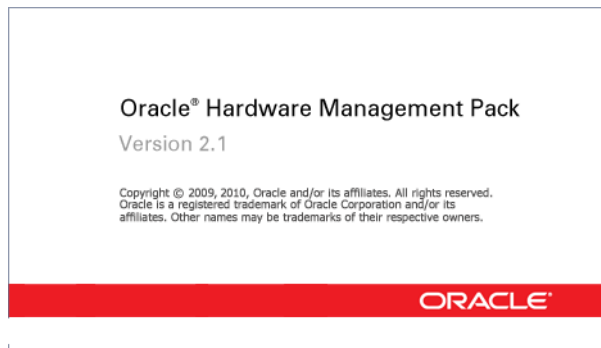 Oracle® Hardware Management Pack
Version 2.1
Copyright © 2009, 2010, Oracle and/or its affiliates. All rights reserved.
Oracle is a registered trademark of Oracle Corporation and/or its
affiliates. Other names may be trademarks of their respective owners.
ORACLE®